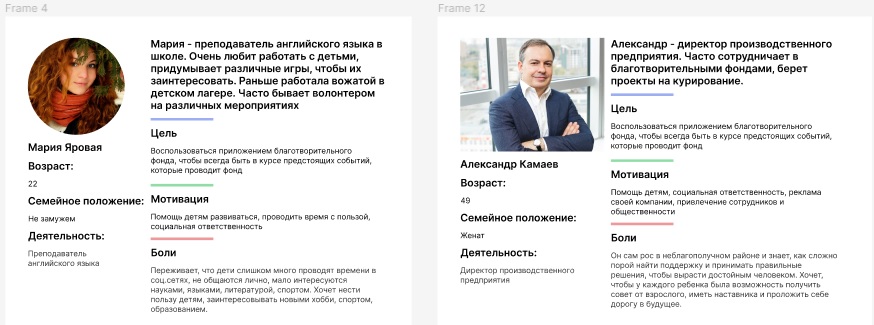 Frame 4
Мария Яровая
Возраст:
22
Семейное положение:
Не замужем
Деятельность:
Преподаватель
английского языка
Мария - преподаватель английского языка в
школе. Очень любит работать с детьми,
придумывает различные игры, чтобы их
заинтересовать. Раньше работала вожатой в
детском лагере. Часто бывает волонтером
на различных мероприятиях
Цель
Воспользоваться приложением благотворительного
фонда, чтобы всегда быть в курсе предстоящих событий,
которые проводит фонд
Мотивация
Помощь детям развиваться, проводить время с пользой,
социальная ответственность
Боли
Переживает, что дети слишком много проводят времени в
соц.сетях, не общаются лично, мало интересуются
науками, языками, литературой, спортом. Хочет нести
пользу детям, заинтересовывать новыми хобби, спортом,
образованием.
Frame 12
Александр Камаев
Возраст:
49
Семейное положение:
Женат
Деятельность:
Директор производственного
предприятия
Александр - директор производственного
предприятия. Часто сотрудничает в
благотворительными фондами, берет
проекты на курирование.
Цель
Воспользоваться приложением благотворительного
фонда, чтобы всегда быть в курсе предстоящих событий,
которые проводит фонд
Мотивация
Помощь детям, социальная ответственность, реклама
своей компании, привлечение сотрудников и
общественности
Боли
Он сам рос в неблагополучном районе и знает, как сложно
порой найти поддержку и принимать правильные
решения, чтобы вырасти достойным человеком. Хочет,
чтобы у каждого ребенка была возможность получить
совет от взрослого, иметь наставника и проложить себе
дорогу в будущее.